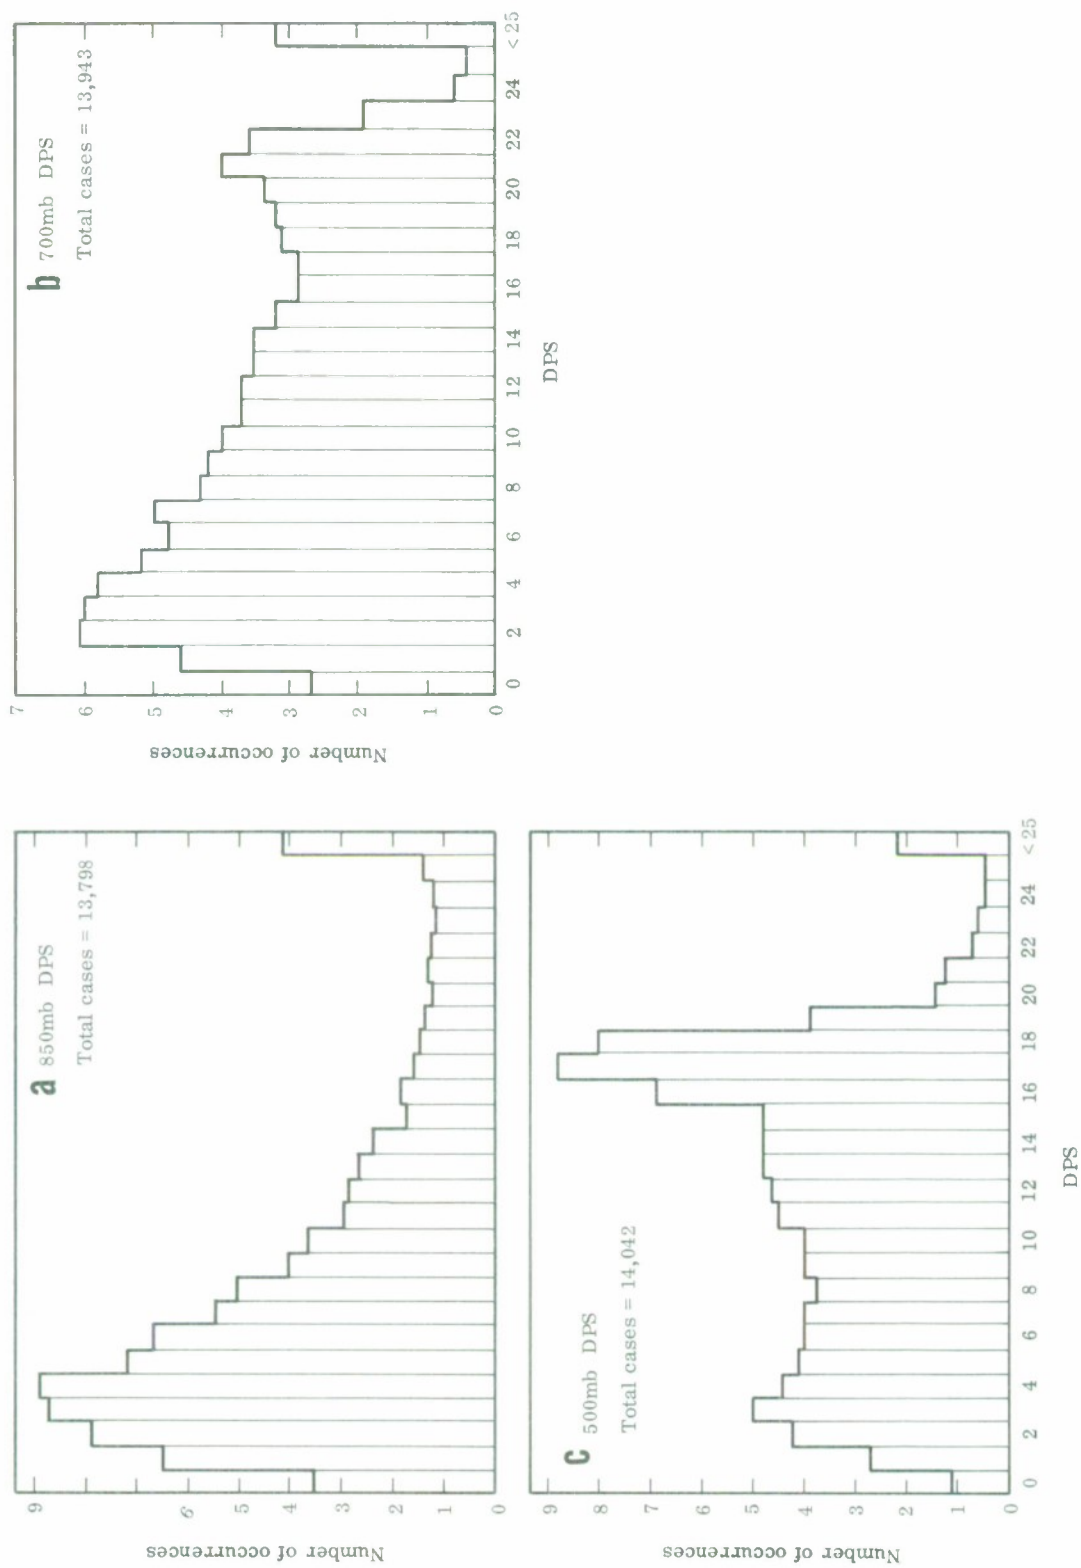 a 850mb DPS
Total cases = 13,798
Number of occurrences
9
6
5
4
3
2
1
0
b 700mb DPS
Total cases = 13,943
Number of occurrences
7
6
5
4
3
2
1
0
0 2 4 6 8 10 12 14 16 18 20 22 24 < 25
DPS
c 500mb DPS
Total cases = 14,042
Number of occurrences
9
8
7
6
5
4
3
2
1
0
0 2 4 6 8 10 12 14 16 18 20 22 24 < 25
DPS